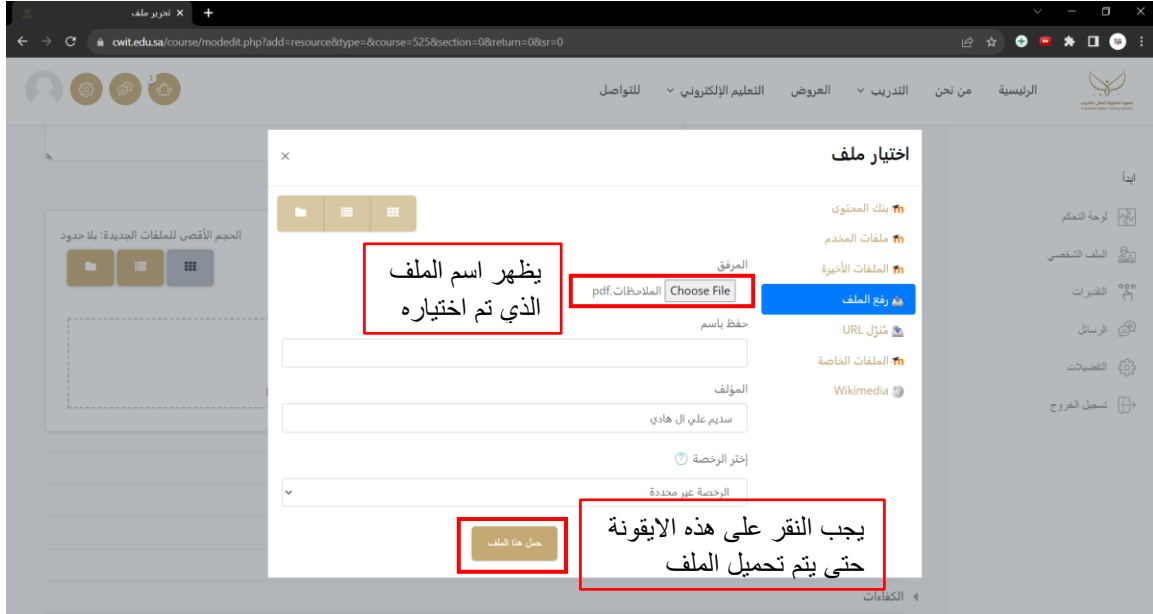 تحرير ملف
cwit.edu.sa/course/modedit.php?add=resource&type=&course=525&section=0&return=0&sr=0
الرئيسية
من نحن
التدريب
العروض
التعليم الإلكتروني
للتواصل
1
ابدأ
لوحة التحكم
الملف الشخصي
التقديرات
الرسائل
التفضيلات
تسجيل الخروج
الحجم الأقصى للملفات الجديدة: بلا حدود
اختيار ملف
بنك المحتوى
ملفات المخدم
الملفات الأخيرة
رفع الملف
مُنزّل URL
الملفات الخاصة
Wikimedia
المرفق
Choose File الملاحظات.pdf
يظهر اسم الملف
الذي تم اختياره
حفظ باسم
المؤلف
سديم علي ال هادي
إختر الرخصة
الرخصة غير محددة
حمل هذا الملف
يجب النقر على هذه الايقونة
حتى يتم تحميل الملف
الكفاءات